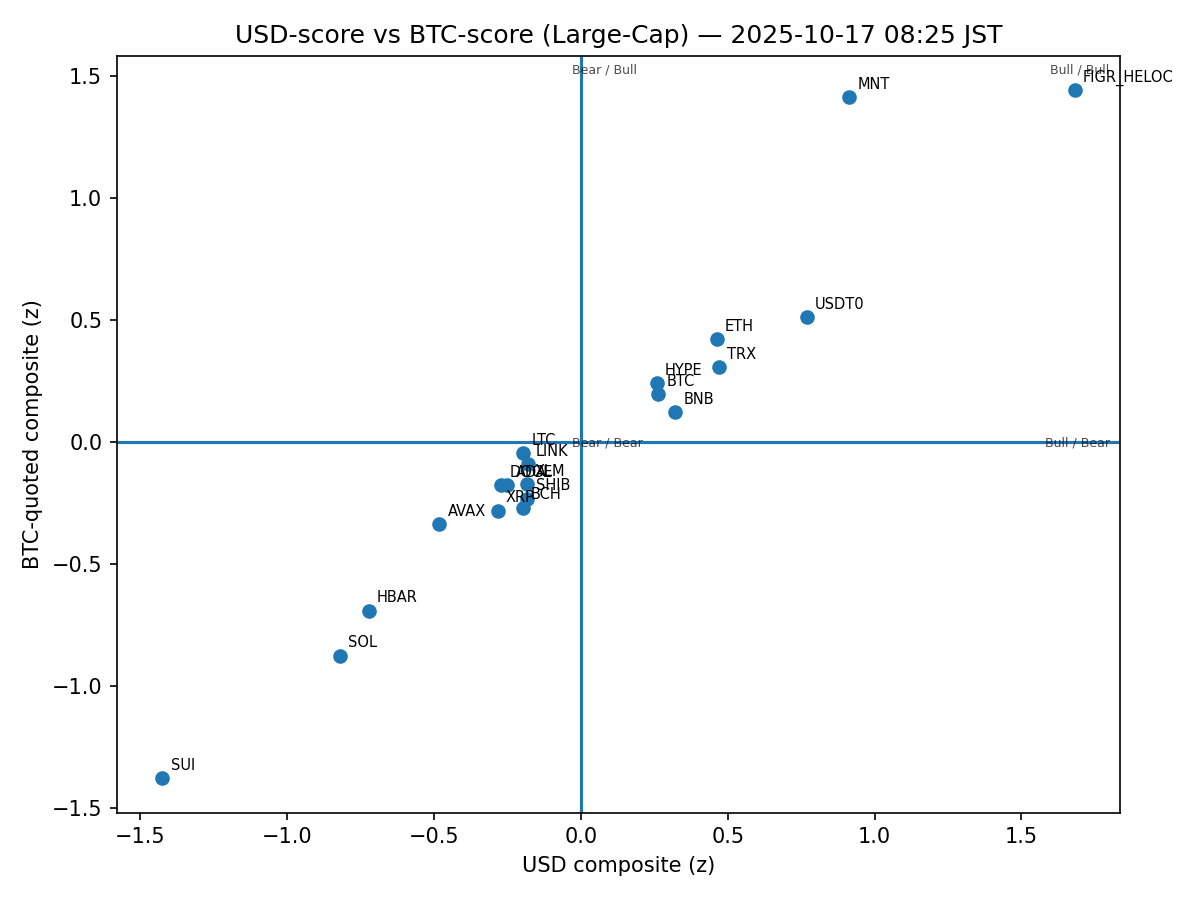 USD-score vs BTC-score (Large-Cap) — 2025-10-17 08:25 JST
Bear / Bull
Bull / Bull
FIGR_HELOC
MNT
USDT0
ETH
TRX
HYPE
BTC
BNB
LTC
Bear / Bear
Bull / Bear
LINK
SHIB
BCH
XRP
AVAX
HBAR
SOL
SUI
1.5
1.0
0.5
0.0
−0.5
−1.0
−1.5
BTC-quoted composite (z)
−1.5
−1.0
−0.5
0.0
0.5
1.0
1.5
USD composite (z)